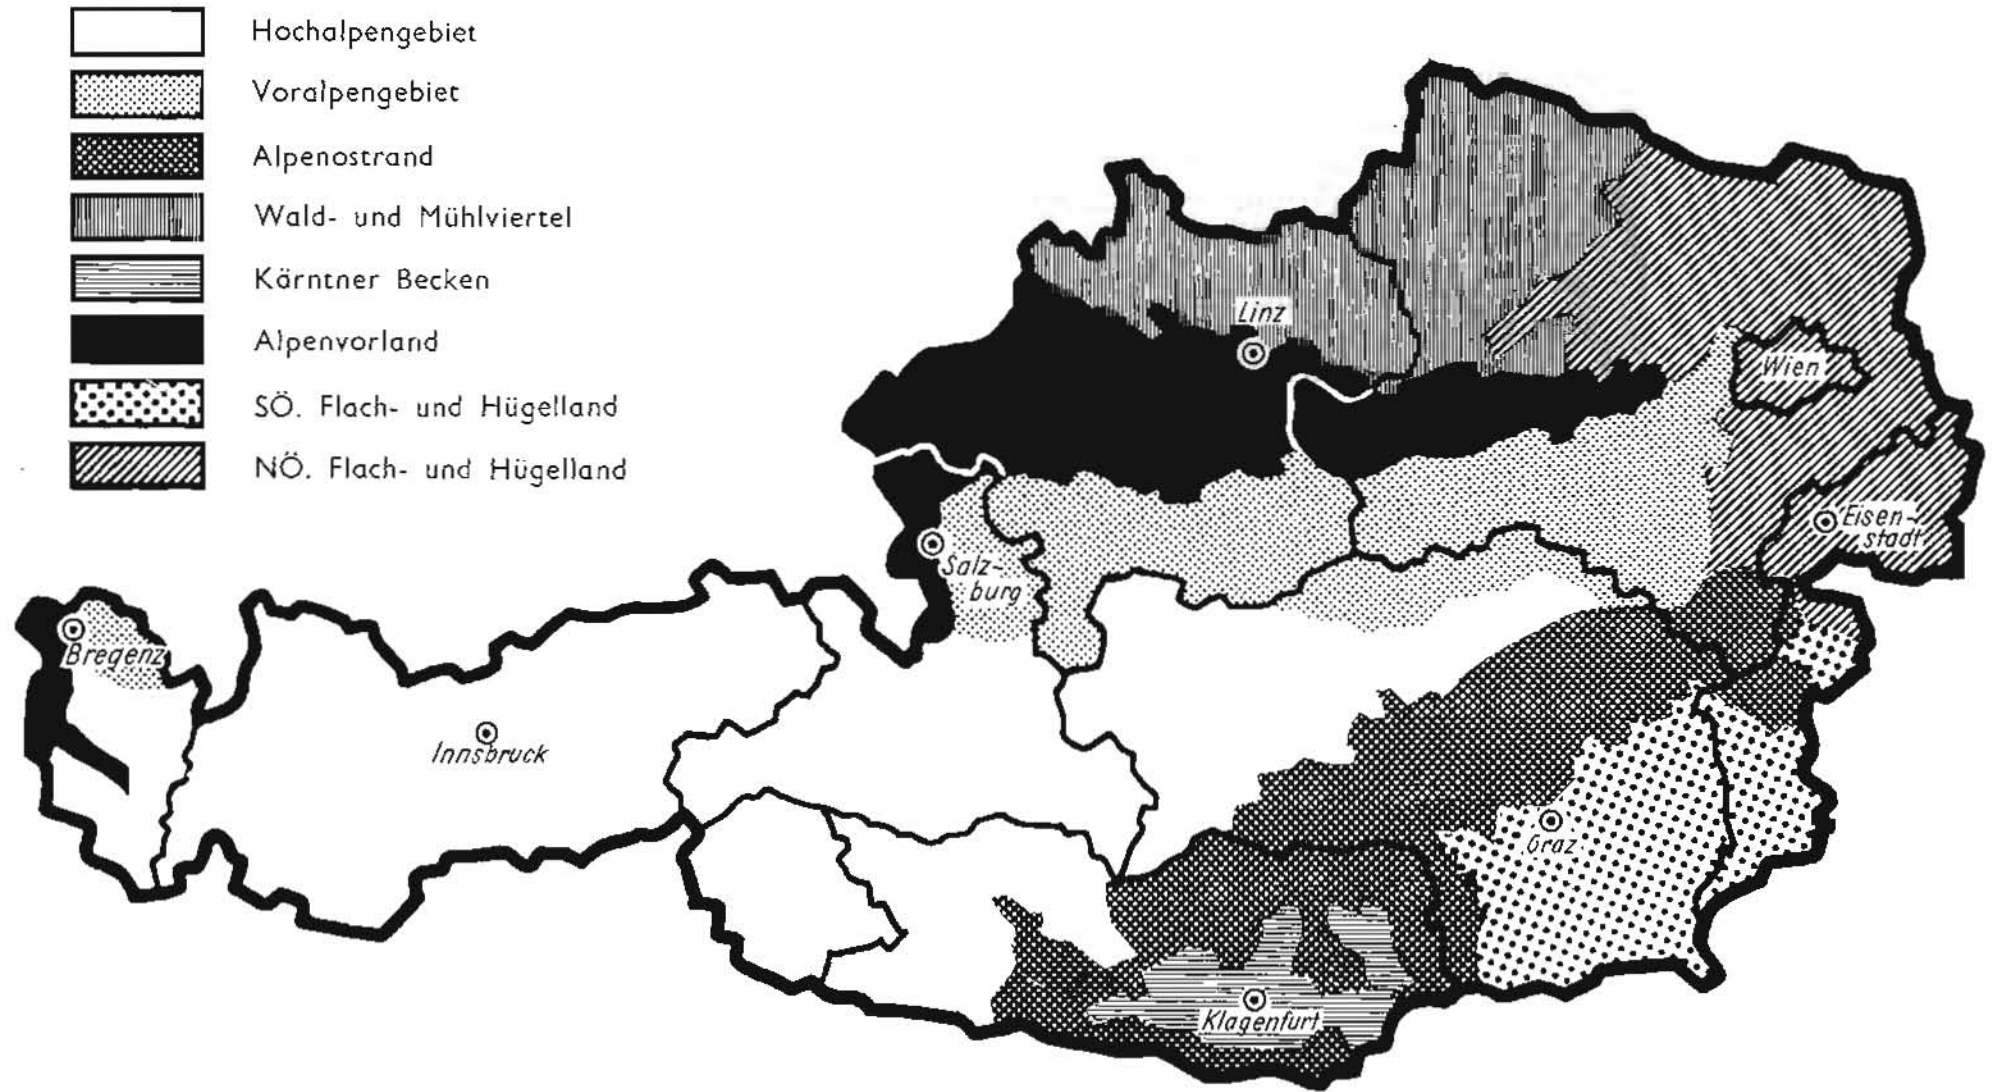 Hochalpengebiet
Voralpengebiet
Alpenostrand
Wald- und Mühlviertel
Kärntner Becken
Alpenvorland
SÖ. Flach- und Hügelland
NÖ. Flach- und Hügelland
Linz
Wien
Eisen-
stadt
Salz-
burg
Bregenz
Innsbruck
Graz
Klagenfurt